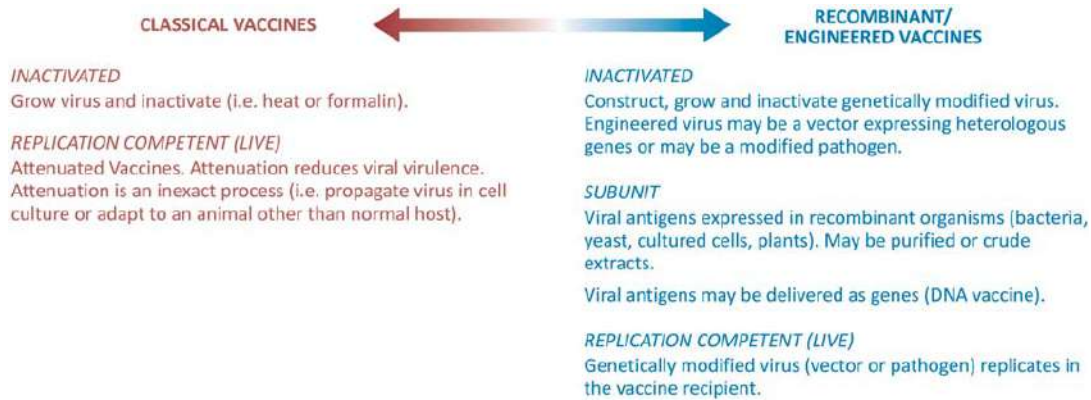 CLASSICAL VACCINES
INACTIVATED
Grow virus and inactivate (i.e. heat or formalin).
REPLICATION COMPETENT (LIVE)
Attenuated Vaccines. Attenuation reduces viral virulence.
Attenuation is an inexact process (i.e. propagate virus in cell
culture or adapt to an animal other than normal host).
RECOMBINANT/
ENGINEERED VACCINES
INACTIVATED
Construct, grow and inactivate genetically modified virus.
Engineered virus may be a vector expressing heterologous
genes or may be a modified pathogen.
SUBUNIT
Viral antigens expressed in recombinant organisms (bacteria,
yeast, cultured cells, plants). May be purified or crude
extracts.
Viral antigens may be delivered as genes (DNA vaccine).
REPLICATION COMPETENT (LIVE)
Genetically modified virus (vector or pathogen) replicates in
the vaccine recipient.